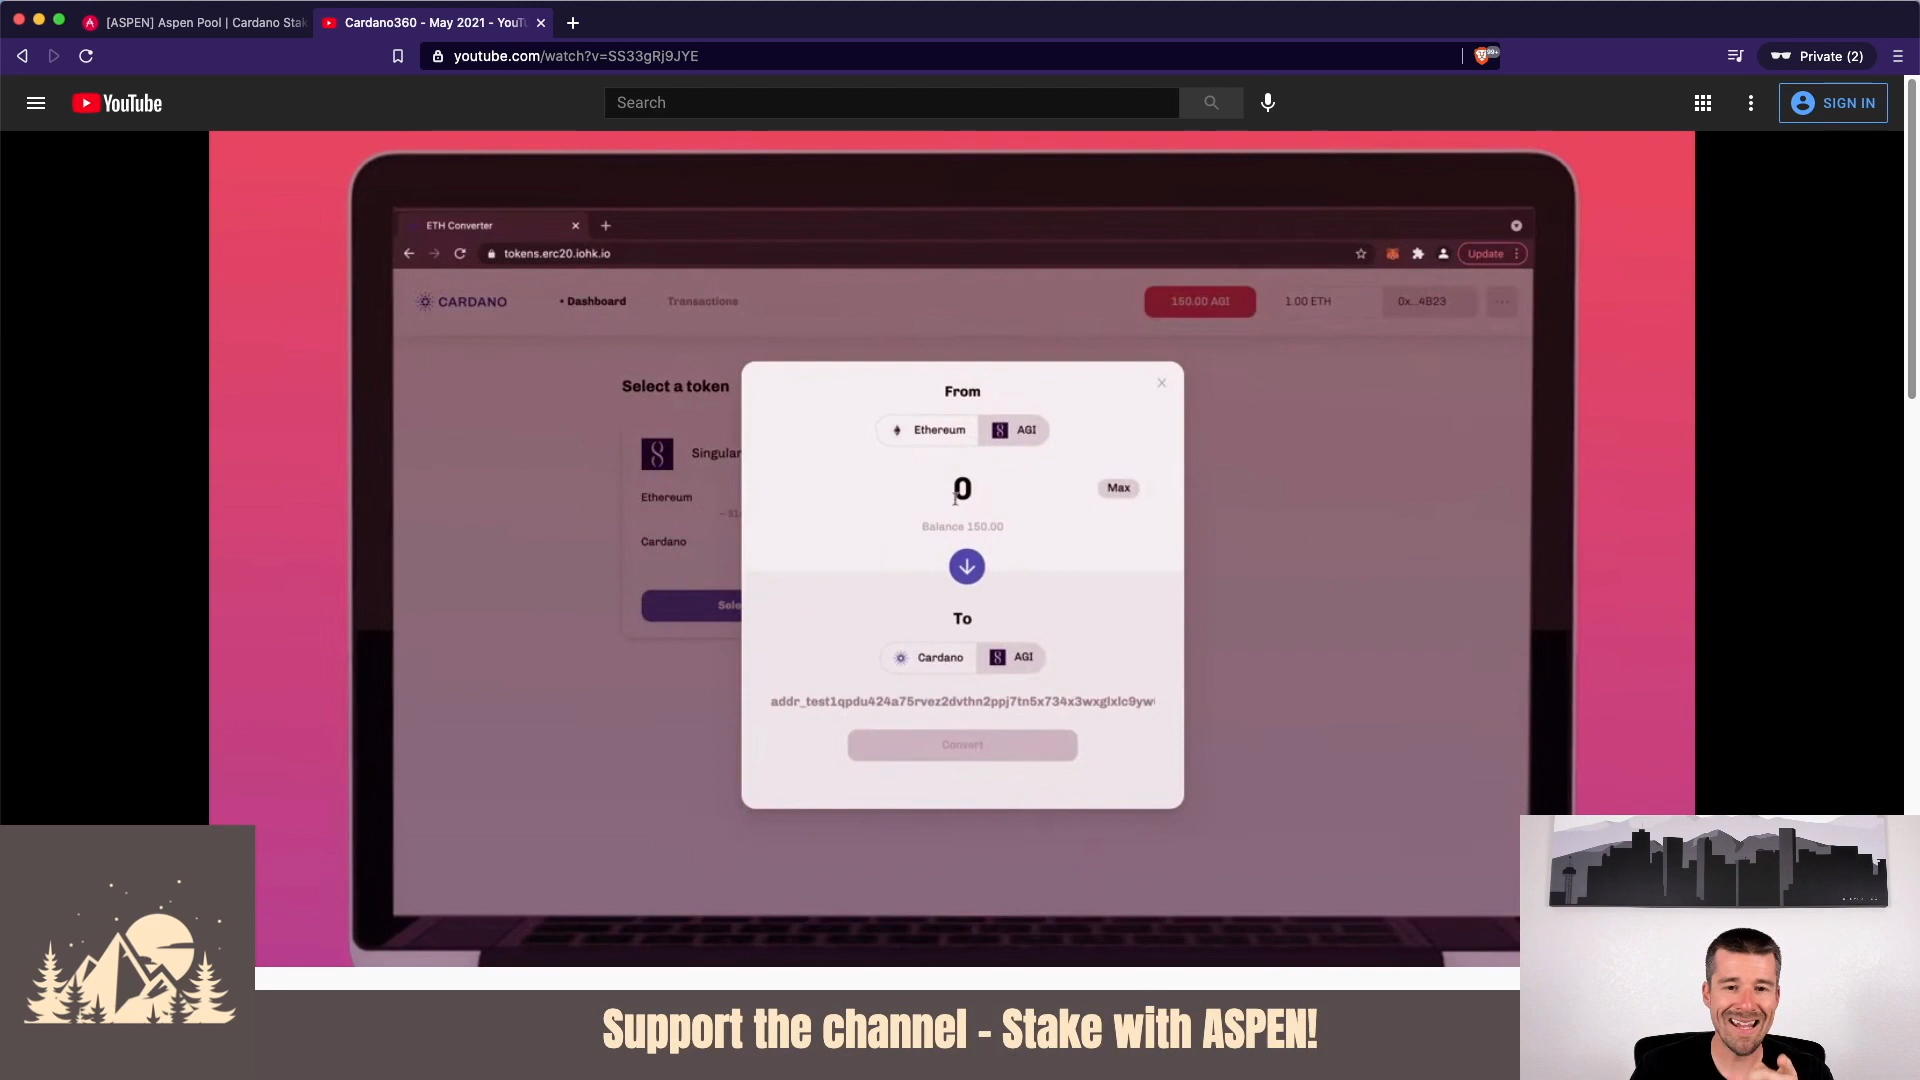 [ASPEN] Aspen Pool | Cardano Stak
Cardano360 - May 2021 - YouTu
youtube.com/watch?v=SS33gRj9JYE
99+
Private (2)
YouTube
Search
SIGN IN
ETH Converter
tokens.erc20.iohk.io
Update
CARDANO
• Dashboard
Transactions
150.00 AGI
1.00 ETH
0x...4B23
Select a token
Singular
Ethereum
Cardano
Sele
From
Ethereum
AGI
0
Max
Balance 150.00
To
Cardano
AGI
addr_test1qpdu424a75rvez2dvthn2ppj7tn5x734x3wxglxlc9yw
Convert
Support the channel - Stake with ASPEN!